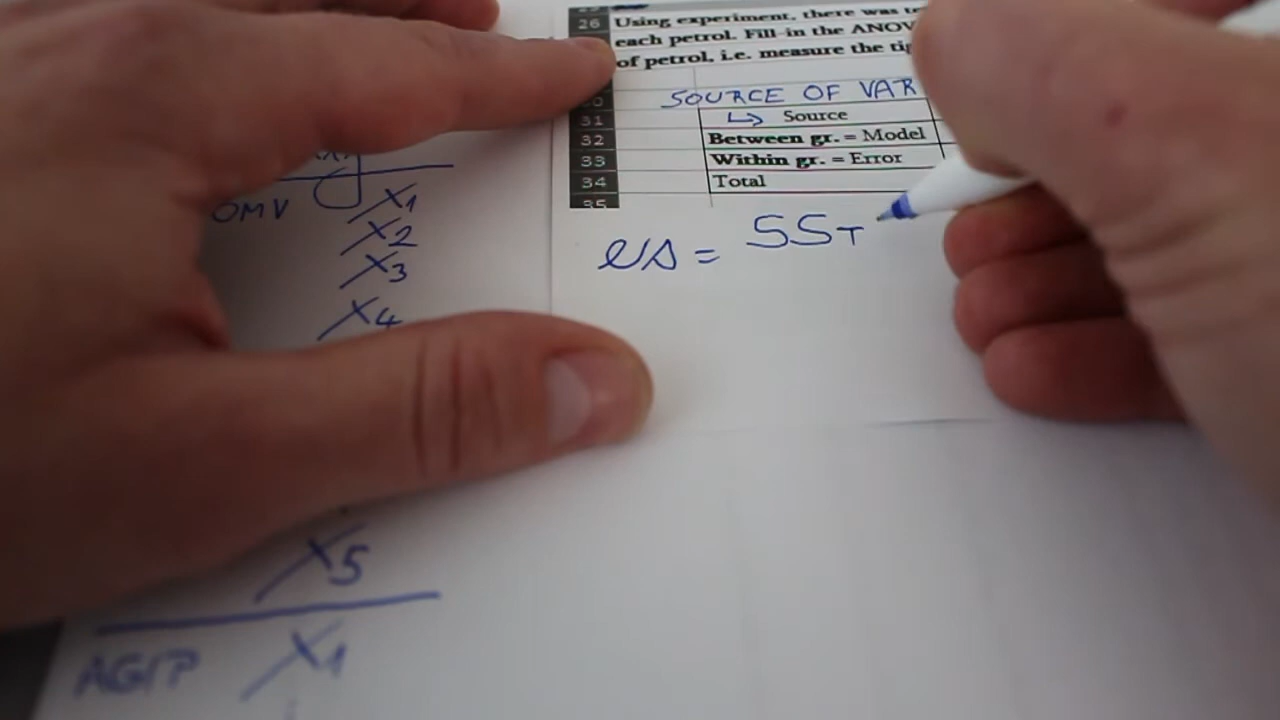 26 Using experiment, there was
each petrol. Fill-in the ANOV
of petrol, i.e. measure the
SOURCE OF VAR
31 Source
32 Between gr. = Model
33 Within gr. = Error
34 Total
35
SST
OMV X1
X2
X3
X4
X5
AGIP X1